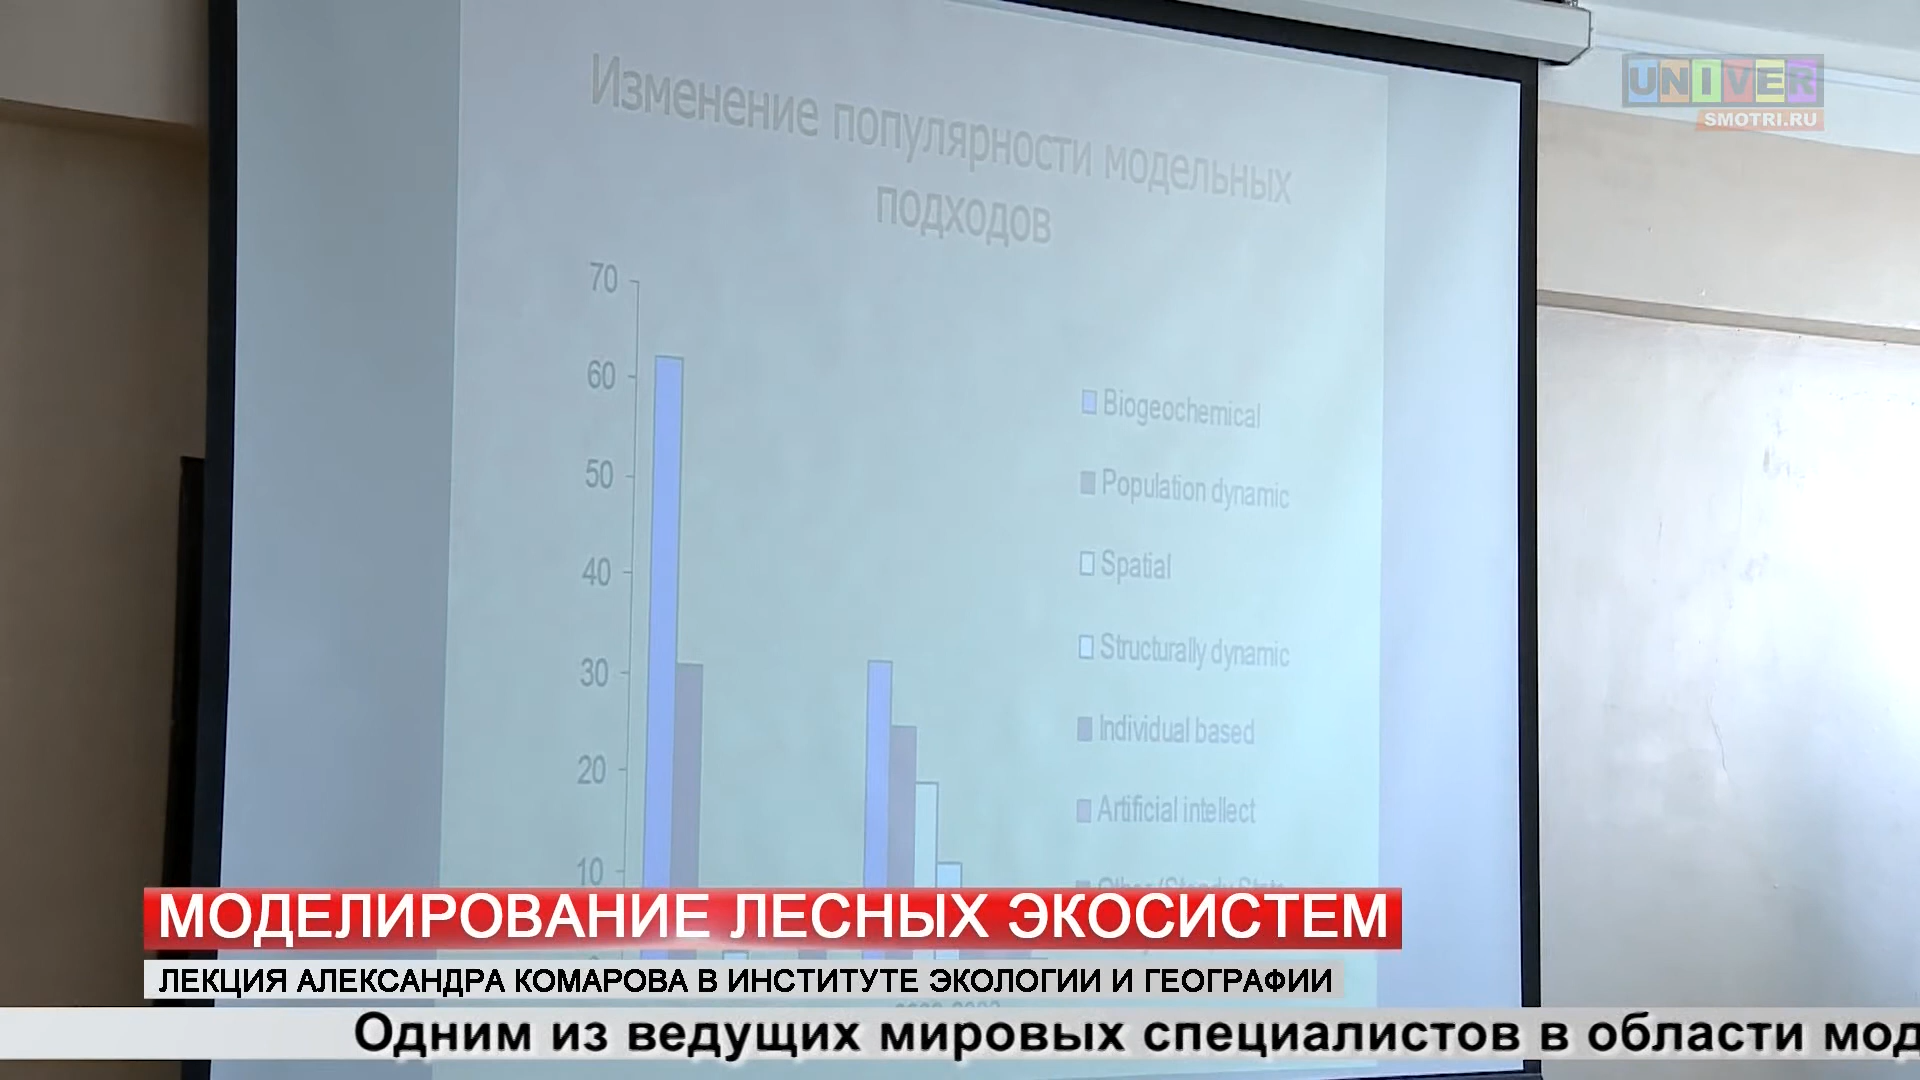 UNIVER
SMOTRI.RU
Изменение популярности модельных
подходов
70
60
50
40
30
20
10
Biogeochemical
Population dynamic
Spatial
Structurally dynamic
Individual based
Artificial intellect
МОДЕЛИРОВАНИЕ ЛЕСНЫХ ЭКОСИСТЕМ
ЛЕКЦИЯ АЛЕКСАНДРА КОМАРОВА В ИНСТИТУТЕ ЭКОЛОГИИ И ГЕОГРАФИИ
Одним из ведущих мировых специалистов в области мод